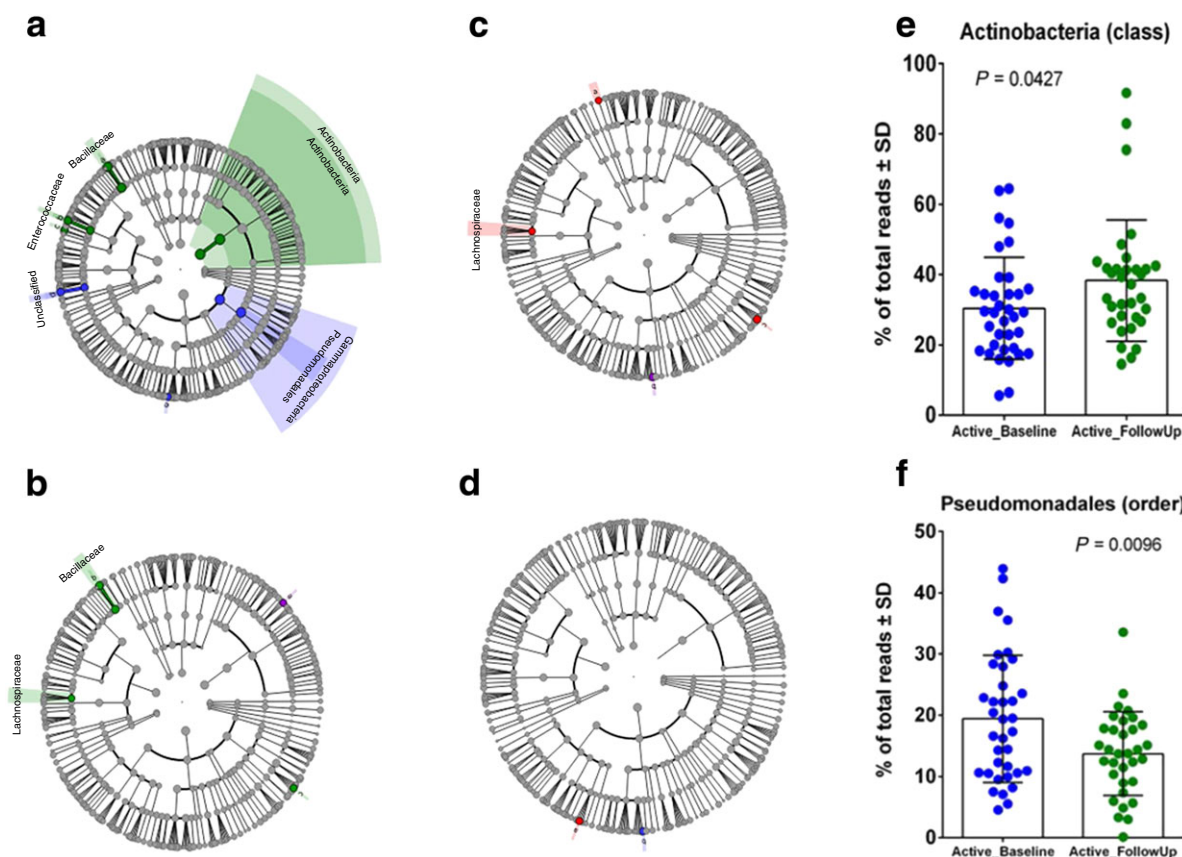 a
Bacillaceae
Enterococcaceae
Unclassified
Actinobacteria
Actinobacteria
Gammaproteobacteria
Pseudomonadales
b
Bacillaceae
Lachnospiraceae
c
Lachnospiraceae
d
e
Actinobacteria (class)
P = 0.0427
% of total reads ± SD
100
80
60
40
20
0
Active_Baseline Active_FollowUp
f
Pseudomonadales (order)
P = 0.0096
% of total reads ± SD
50
40
30
20
10
0
Active_Baseline Active_FollowUp